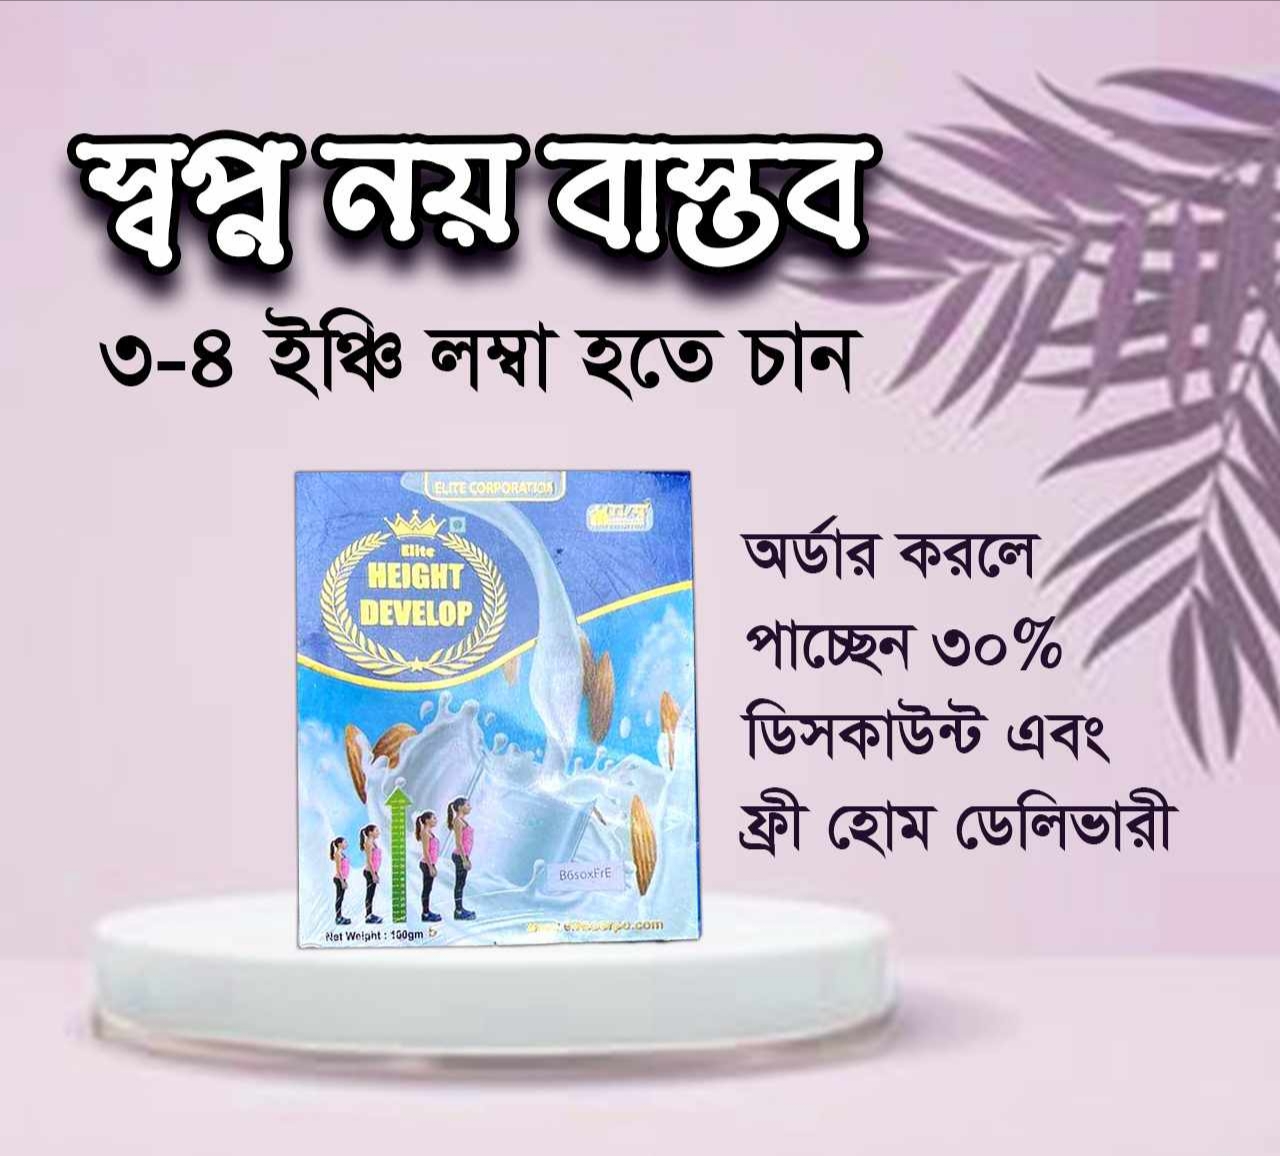 স্বপ্ন নয় বাস্তব
৩-৪ ইঞ্চি লম্বা হতে চান
ELITE CORPORATION
Elite
HEIGHT
DEVELOP
অর্ডার করলে
পাচ্ছেন ৩০%
ডিসকাউন্ট এবং
ফ্রী হোম ডেলিভারী
B6soxFrE
Net Weight : 100gm